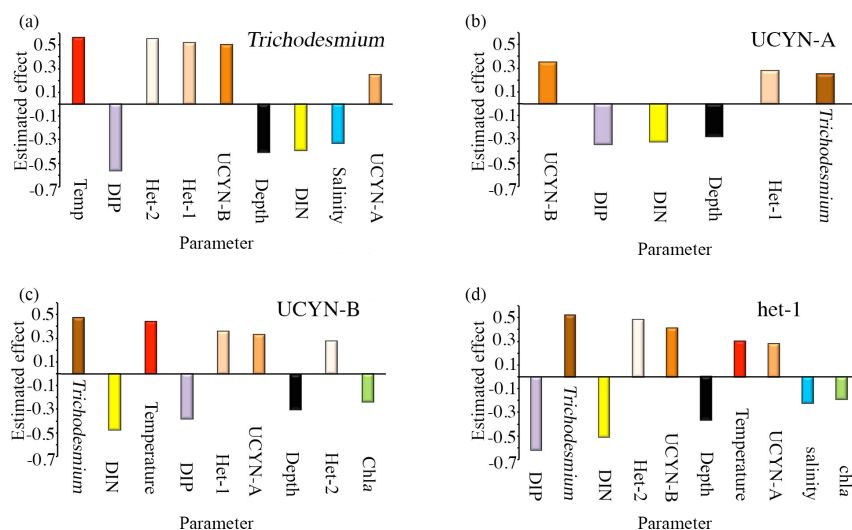 (a)
Trichodesmium
Estimated effect
0.5
0.3
0.1
-0.1
-0.3
-0.5
-0.7
Temp
DIP
Het-2
Het-1
UCYN-B
Depth
DIN
Salinity
UCYN-A
Parameter
(b)
UCYN-A
Estimated effect
0.5
0.3
0.1
-0.1
-0.3
-0.5
-0.7
UCYN-B
DIP
DIN
Depth
Het-1
Trichodesmium
Parameter
(c)
UCYN-B
Estimated effect
0.5
0.3
0.1
-0.1
-0.3
-0.5
-0.7
Trichodesmium
DIN
Temperature
DIP
Het-1
UCYN-A
Depth
Het-2
Chla
Parameter
(d)
het-1
Estimated effect
0.5
0.3
0.1
-0.1
-0.3
-0.5
-0.7
DIP
Trichodesmium
DIN
Het-2
UCYN-B
Depth
Temperature
UCYN-A
salinity
chla
Parameter